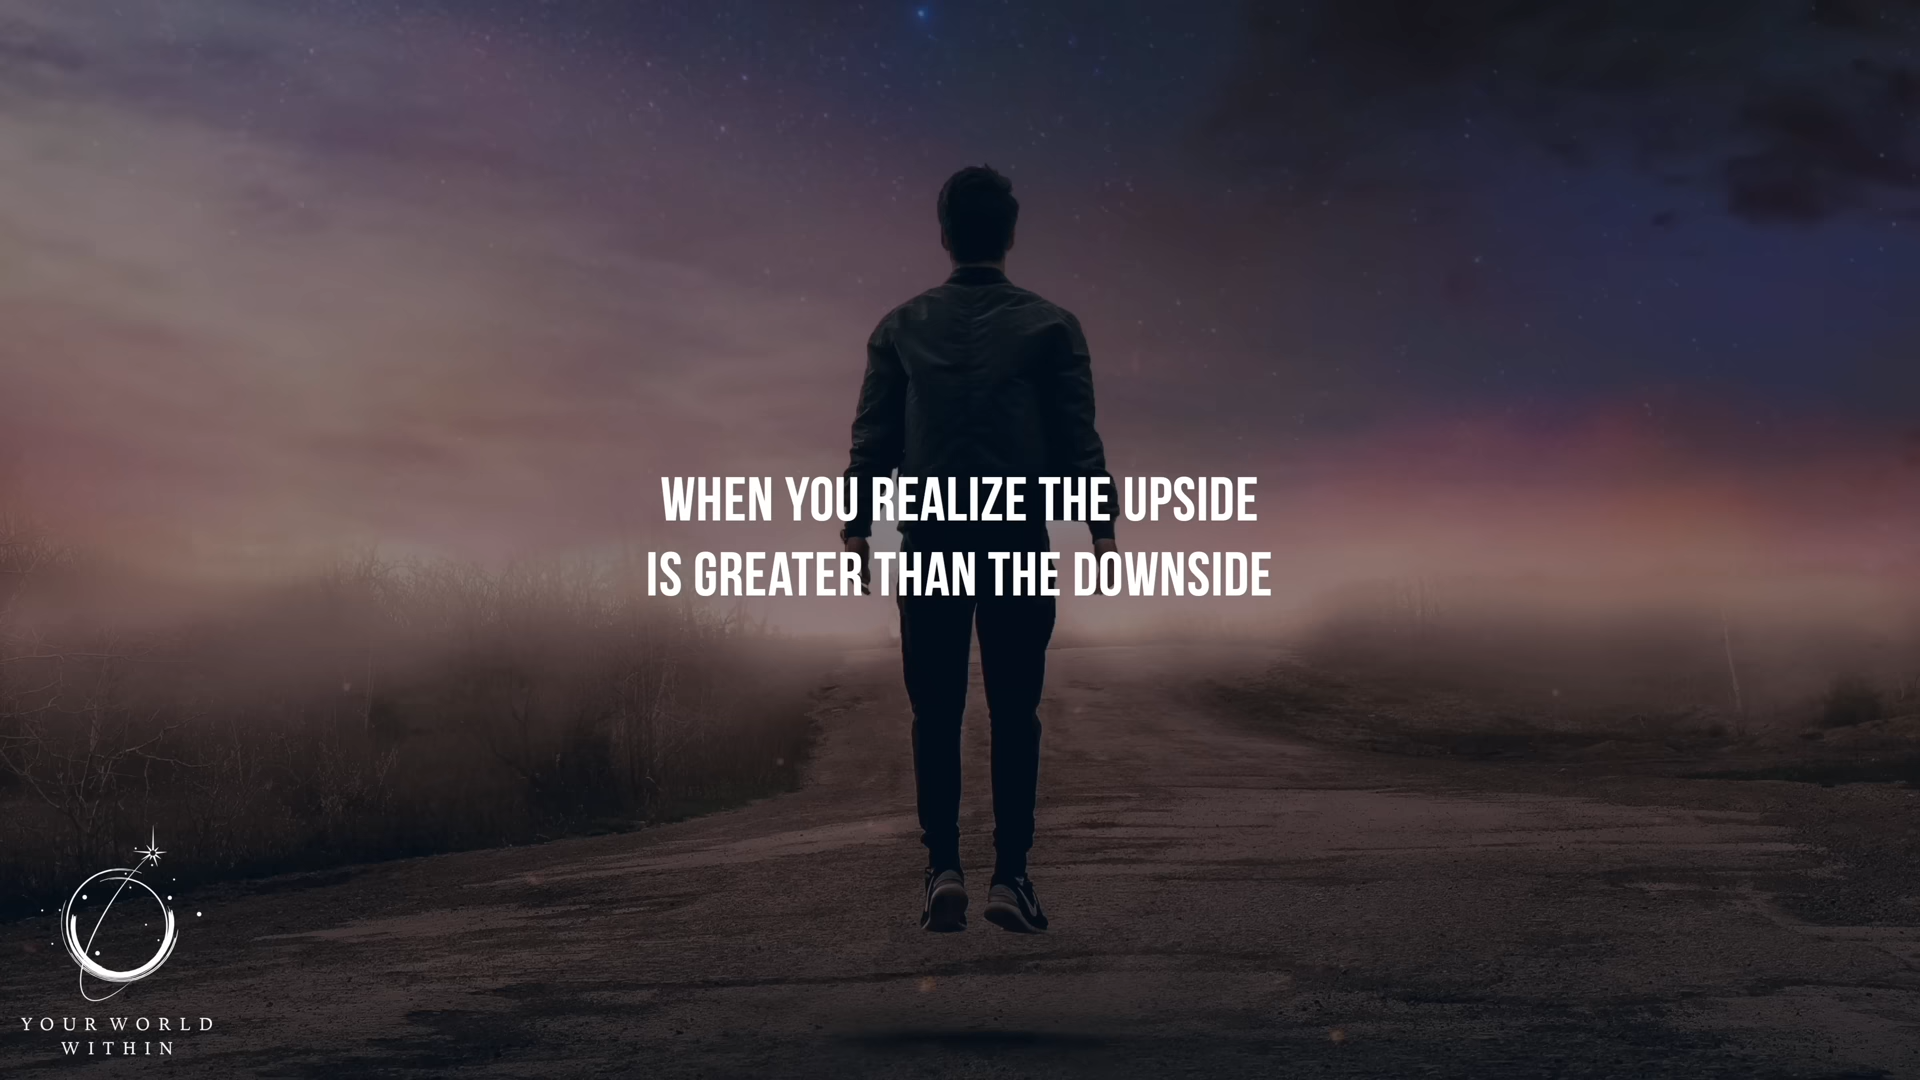 WHEN YOU REALIZE THE UPSIDE
IS GREATER THAN THE DOWNSIDE
YOUR WORLD
WITHIN